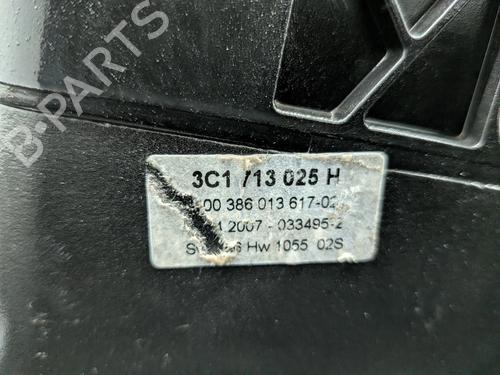 B-PARTS
3C1 713 025 H
00 386 013 617-02
2007 - 033495-2
Hw 1055 02S